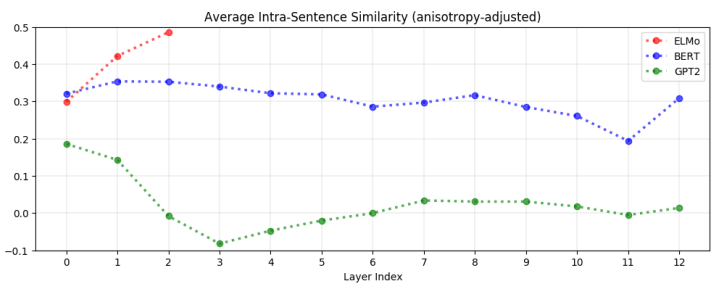 Average Intra-Sentence Similarity (anisotropy-adjusted)
0.5
0.4
0.3
0.2
0.1
0.0
−0.1
ELMo
BERT
GPT2
0 1 2 3 4 5 6 7 8 9 10 11 12
Layer Index